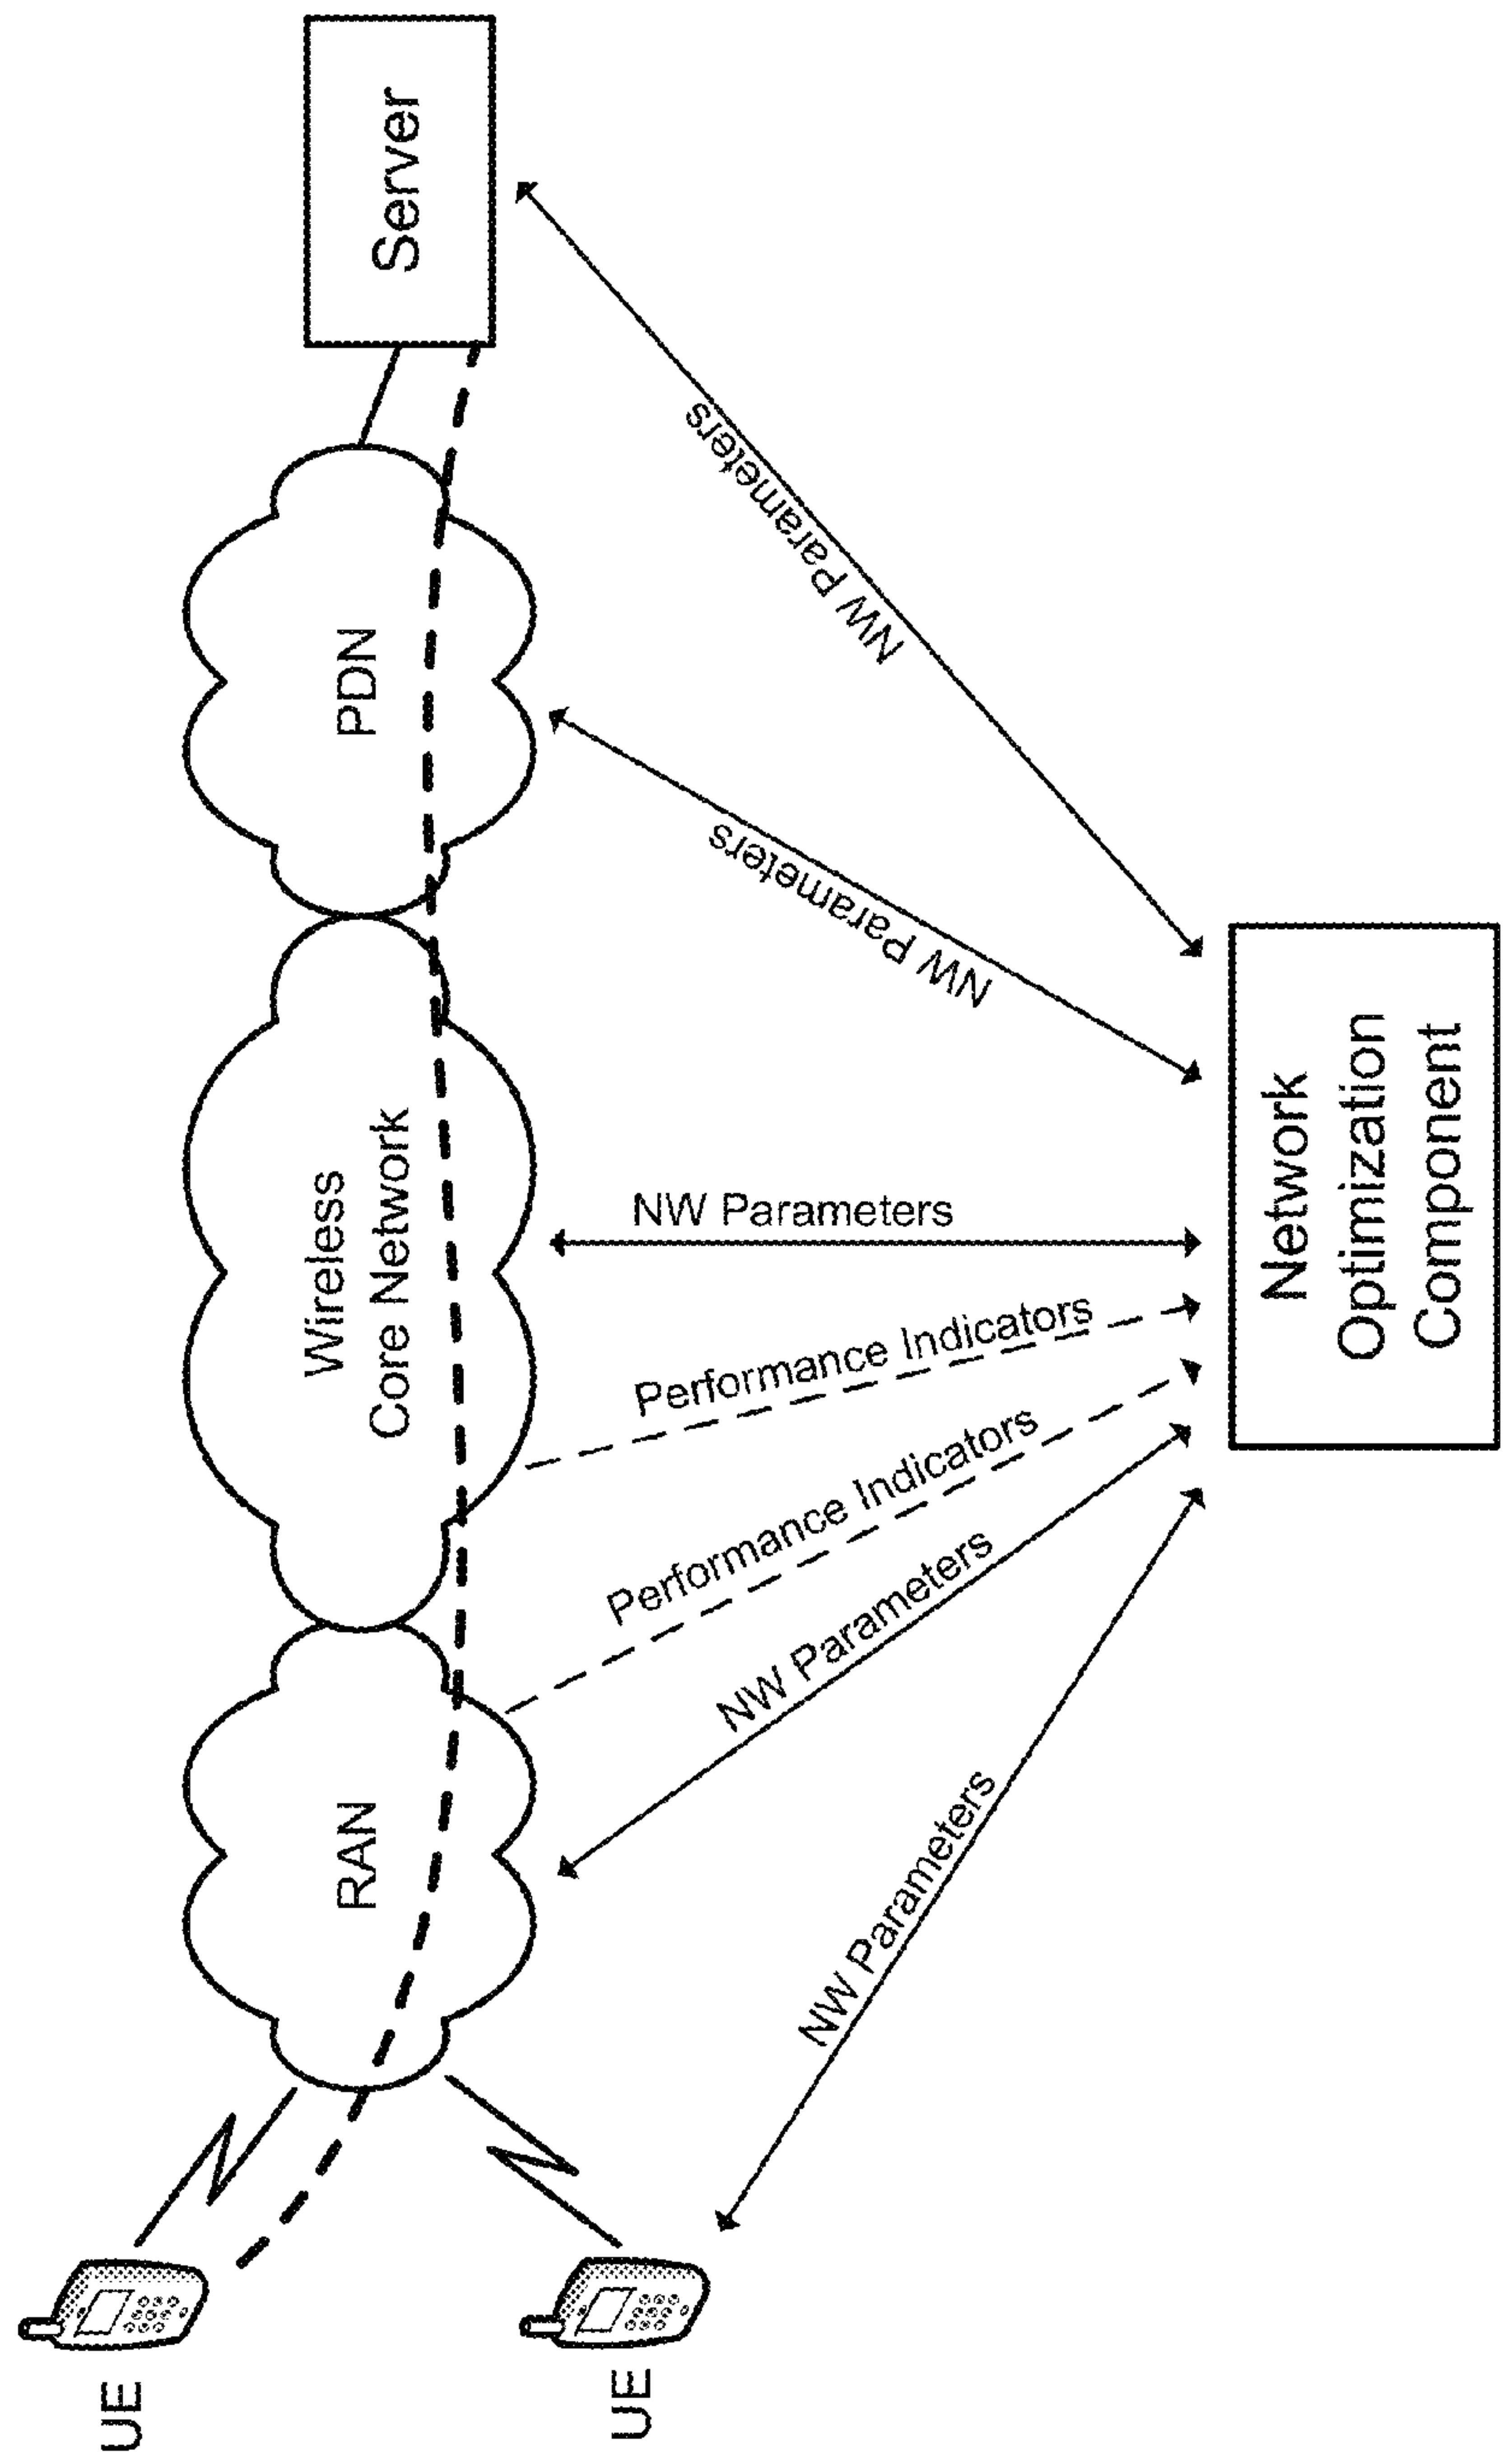 UE
UE
RAN
Wireless
Core Network
PDN
Server
NW Parameters
NW Parameters
Performance Indicators
Performance Indicators
NW Parameters
NW Parameters
NW Parameters
Network
Optimization
Component